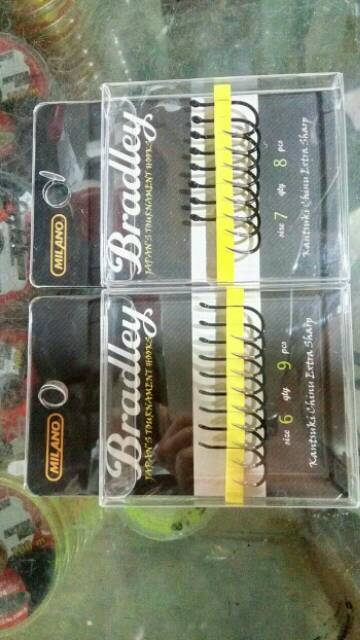 MILANO
Bradley
JAPAN'S TOURNAMENT HOOKS
size 7 qty 8 pcs
Kantsuki Chinu Extra Sharp
MILANO
Bradley
JAPAN'S TOURNAMENT HOOKS
size 6 qty 9 pcs
Kantsuki Chinu Extra Sharp